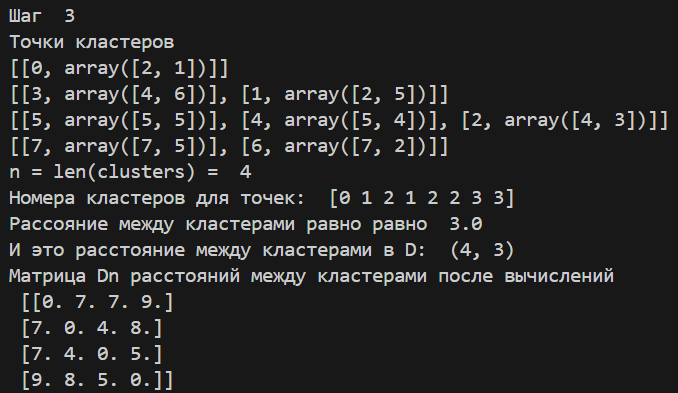 Шаг  3
Точки кластеров
[[0, array([2, 1])]]
[[3, array([4, 6])], [1, array([2, 5])]]
[[5, array([5, 5])], [4, array([5, 4])], [2, array([4, 3])]]
[[7, array([7, 5])], [6, array([7, 2])]]
n = len(clusters) =  4
Номера кластеров для точек:  [0 1 2 1 2 2 3 3]
Рассояние между кластерами равно равно  3.0
И это расстояние между кластерами в D:  (4, 3)
Матрица Dn расстояний между кластерами после вычислений
[[0. 7. 7. 9.]
[7. 0. 4. 8.]
[7. 4. 0. 5.]
[9. 8. 5. 0.]]